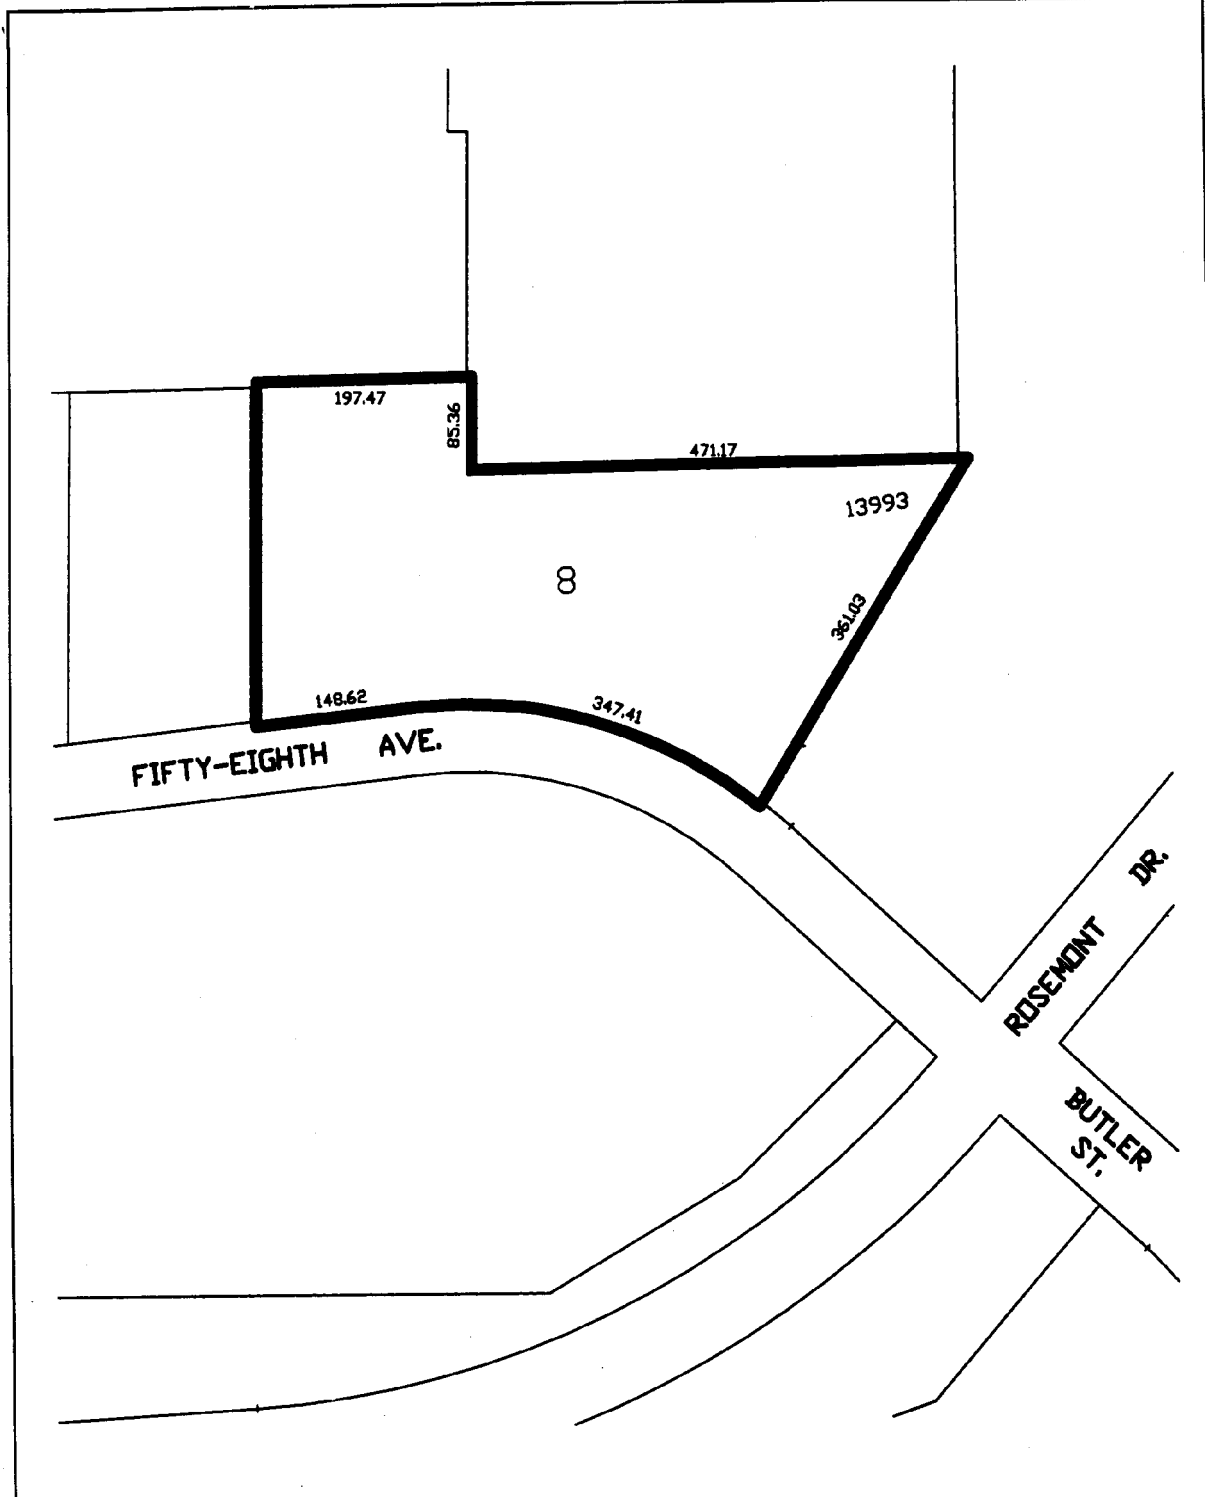 197.47
85.36
471.17
13993
8
361.03
148.62
347.41
FIFTY-EIGHTH AVE.
ROSEMONT DR.
BUTLER
ST.